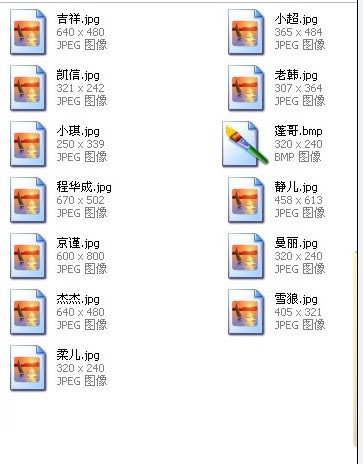 吉祥.jpg
640 x 480
JPEG 图像
小超.jpg
365 x 484
JPEG 图像
凯信.jpg
321 x 242
JPEG 图像
老韩.jpg
307 x 364
JPEG 图像
小琪.jpg
250 x 339
JPEG 图像
莲哥.bmp
320 x 240
BMP 图像
程华成.jpg
670 x 502
JPEG 图像
静儿.jpg
458 x 613
JPEG 图像
京谨.jpg
600 x 800
JPEG 图像
曼丽.jpg
320 x 240
JPEG 图像
杰杰.jpg
640 x 480
JPEG 图像
雪狼.jpg
405 x 321
JPEG 图像
柔儿.jpg
320 x 240
JPEG 图像